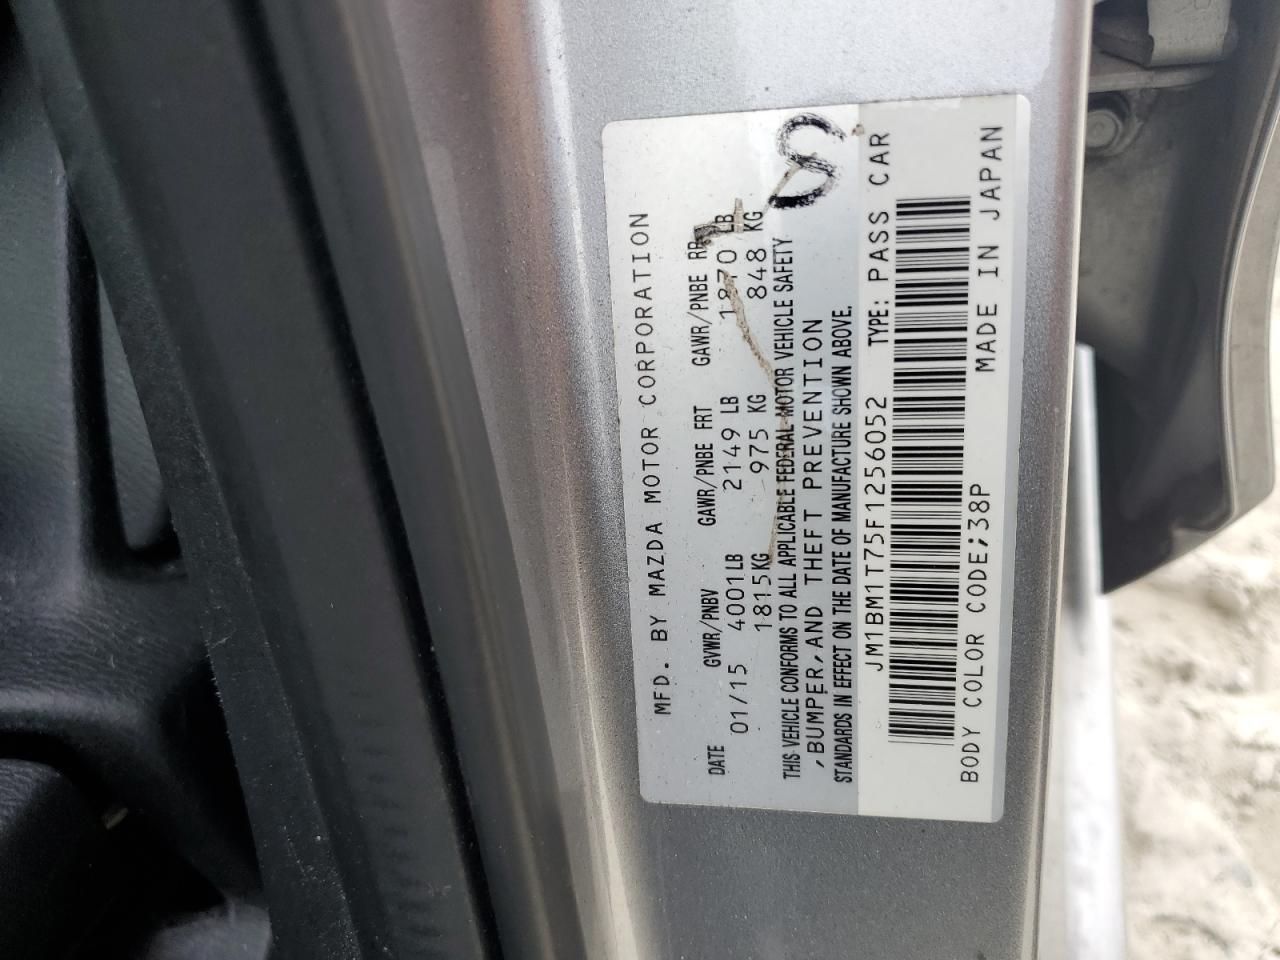 MFD. BY MAZDA MOTOR CORPORATION
DATE GVWR/PNBV GAWR/PNBE FRT GAWR/PNBE RR
01/15 4001LB 2149 LB 1870 LB
1815KG 975 KG 848 KG
THIS VEHICLE CONFORMS TO ALL APPLICABLE FEDERAL MOTOR VEHICLE SAFETY
,BUMPER,AND THEFT PREVENTION
STANDARDS IN EFFECT ON THE DATE OF MANUFACTURE SHOWN ABOVE.
JM1BM1T75F1256052 TYPE: PASS CAR
BODY COLOR CODE;38P MADE IN JAPAN